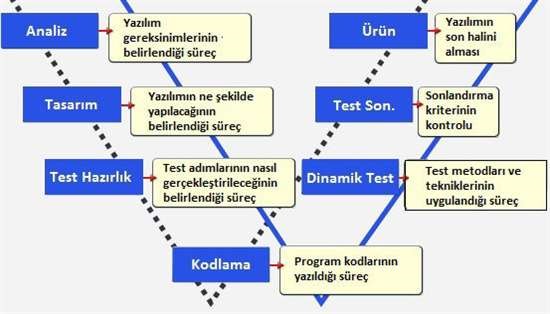 Analiz
Yazılım
gereksinimlerinin
belirlendiği süreç
Ürün
Yazılımın
son halini
alması
Tasarım
Yazılımın ne şekilde
yapılacağının
belirlendiği süreç
Test Son.
Sonlandırma
kriterinin
kontrolu
Test Hazırlık
Test adımlarının nasıl
gerçekleştirileceğinin
belirlendiği süreç
Dinamik Test
Test metodları ve
tekniklerinin
uygulandığı süreç
Kodlama
Program kodlarının
yazıldığı süreç